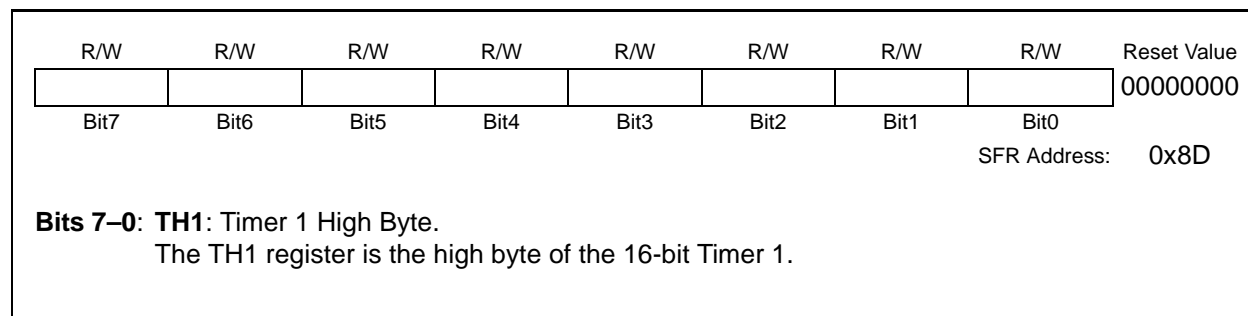 R/W R/W R/W R/W R/W R/W R/W R/W Reset Value
00000000
Bit7 Bit6 Bit5 Bit4 Bit3 Bit2 Bit1 Bit0
SFR Address: 0x8D
Bits 7–0: TH1: Timer 1 High Byte.
The TH1 register is the high byte of the 16-bit Timer 1.